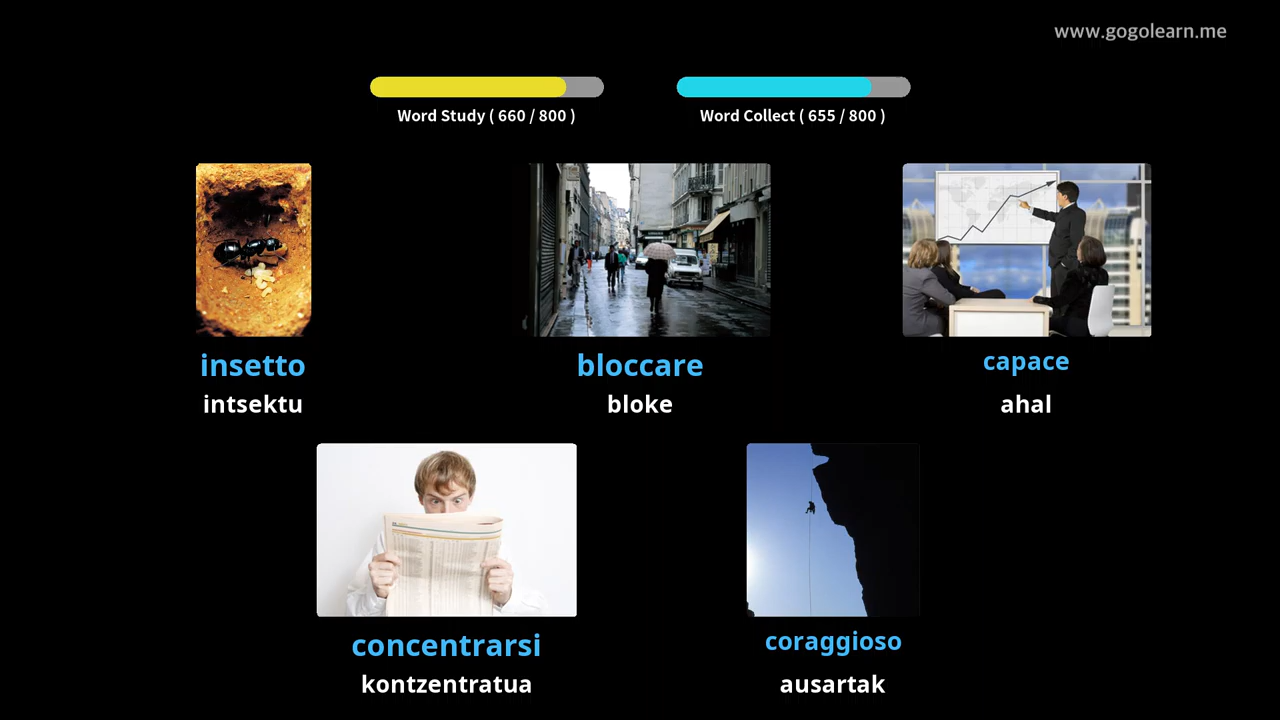 www.gogolearn.me
Word Study ( 660 / 800 )
Word Collect ( 655 / 800 )
insetto
intsektu
bloccare
bloke
capace
ahal
concentrarsi
kontzentratua
coraggioso
ausartak